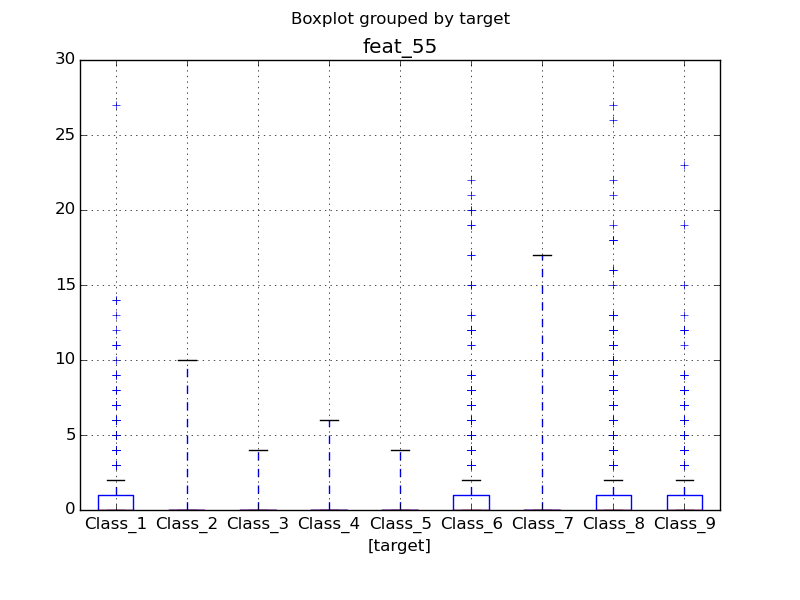 Boxplot grouped by target
feat_55
30
25
20
15
10
5
0
Class_1 Class_2 Class_3 Class_4 Class_5 Class_6 Class_7 Class_8 Class_9
[target]